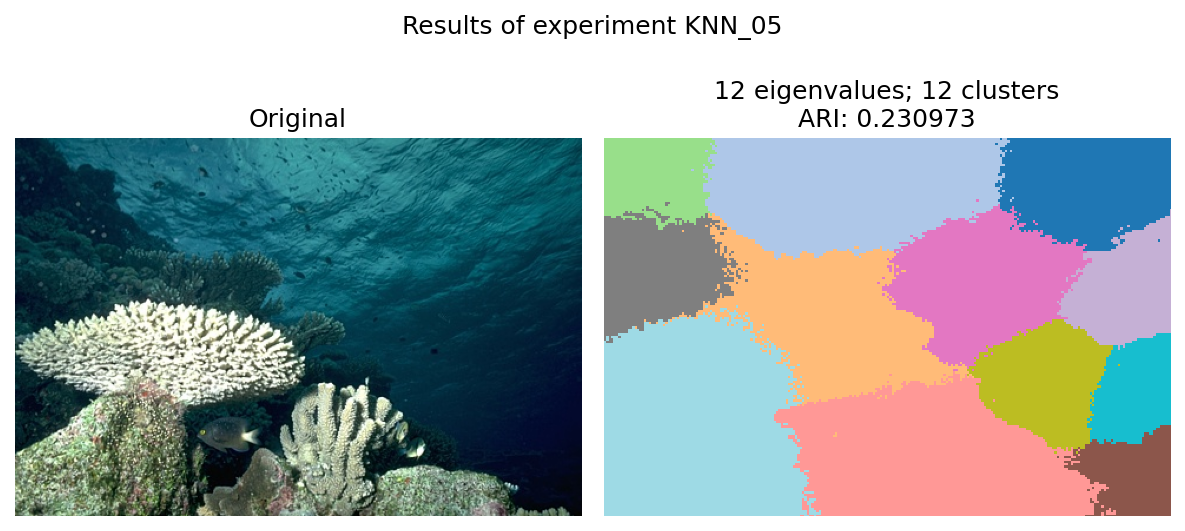 Results of experiment KNN_05
Original
12 eigenvalues; 12 clusters
ARI: 0.230973